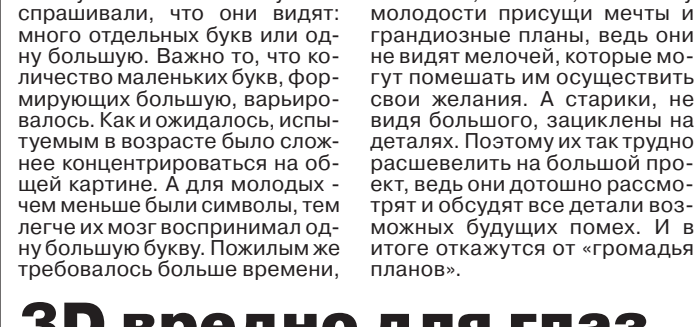 спрашивали, что они видят:
много отдельных букв или од-
ну большую. Важно то, что ко-
личество маленьких букв, фор-
мирующих большую, варьиро-
валось. Как и ожидалось, испы-
туемым в возрасте было слож-
нее концентрироваться на об-
щей картине. А для молодых -
чем меньше были символы, тем
легче их мозг воспринимал од-
ну большую букву. Пожилым же
требовалось больше времени,
молодости присущи мечты и
грандиозные планы, ведь они
не видят мелочей, которые мо-
гут помешать им осуществить
свои желания. А старики, не
видя большого, зациклены на
деталях. Поэтому их так трудно
расшевелить на большой про-
ект, ведь они дотошно рассмо-
трят и обсудят все детали воз-
можных будущих помех. И в
итоге откажутся от «громадья
планов».
3D вредно для глаз